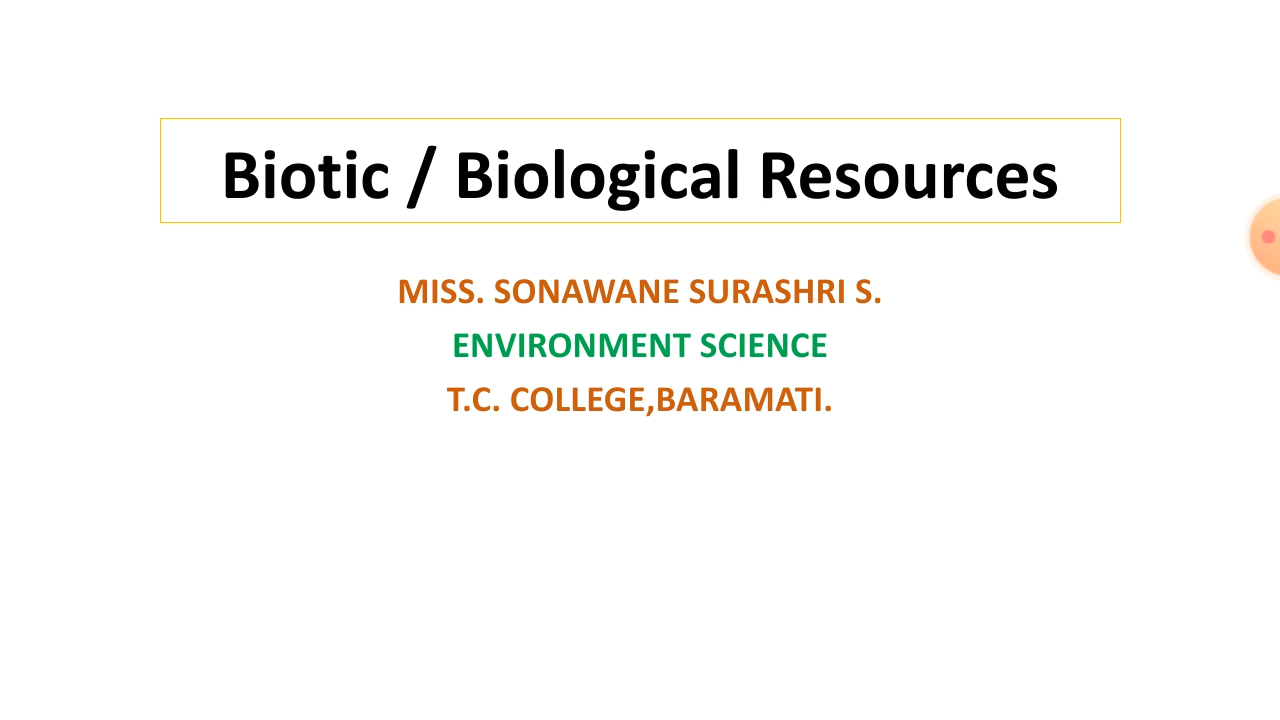 Biotic / Biological Resources
MISS. SONAWANE SURASHRI S.
ENVIRONMENT SCIENCE
T.C. COLLEGE,BARAMATI.